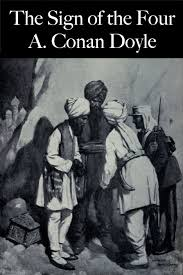 The Sign of the Four
A. Conan Doyle